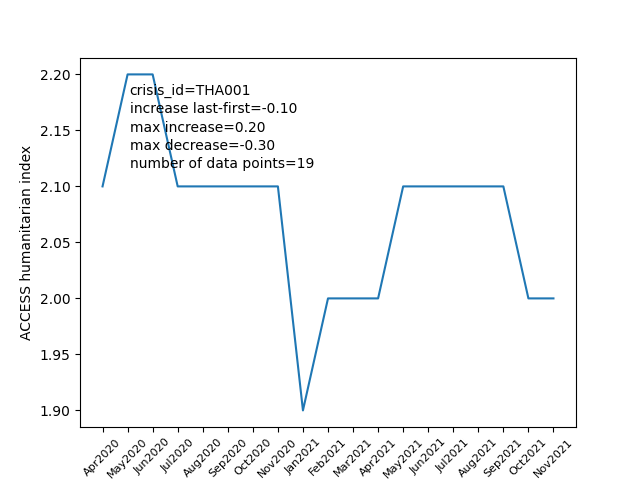 2.20
2.15
2.10
2.05
2.00
1.95
1.90
ACCESS humanitarian index
crisis_id=THA001
increase last-first=-0.10
max increase=0.20
max decrease=-0.30
number of data points=19
Apr2020
May2020
Jun2020
Jul2020
Aug2020
Sep2020
Oct2020
Nov2020
Jan2021
Feb2021
Mar2021
Apr2021
May2021
Jun2021
Jul2021
Aug2021
Sep2021
Oct2021
Nov2021